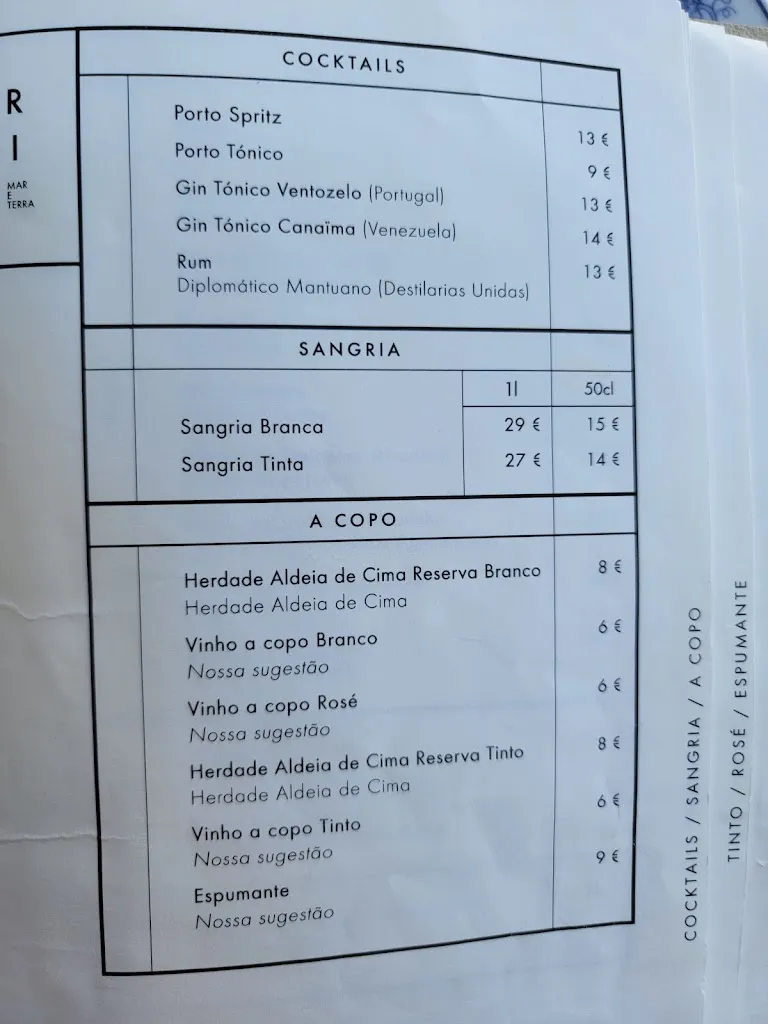 R
I
MAR
E
TERRA
COCKTAILS
Porto Spritz 13 €
Porto Tónico 9 €
Gin Tónico Ventozelo (Portugal) 13 €
Gin Tónico Canaïma (Venezuela) 14 €
Rum 13 €
Diplomático Mantuano (Destilarias Unidas)
SANGRIA
1l 50cl
Sangria Branca 29 € 15 €
Sangria Tinta 27 € 14 €
A COPO
Herdade Aldeia de Cima Reserva Branco 8 €
Herdade Aldeia de Cima
Vinho a copo Branco 6 €
Nossa sugestão
Vinho a copo Rosé 6 €
Nossa sugestão
Herdade Aldeia de Cima Reserva Tinto 8 €
Herdade Aldeia de Cima
Vinho a copo Tinto 6 €
Nossa sugestão
Espumante 9 €
Nossa sugestão
COCKTAILS / SANGRIA / A COPO
TINTO / ROSÉ / ESPUMANTE